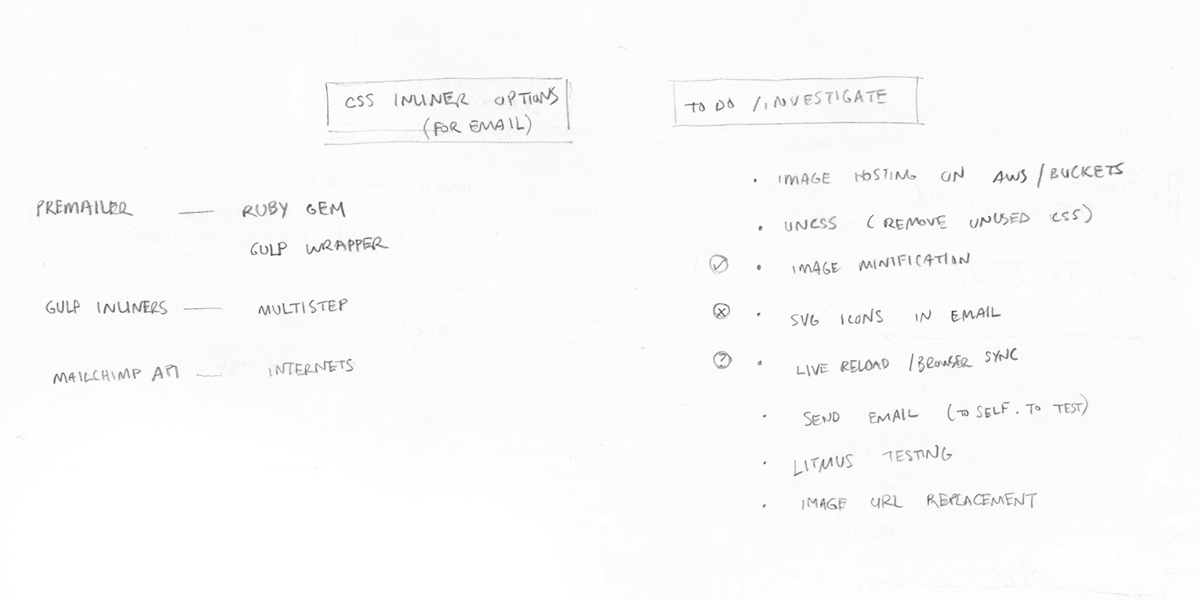 CSS INLINER OPTIONS
(FOR EMAIL)
PREMAILER — RUBY GEM
GULP WRAPPER
GULP INLINERS — MULTISTEP
MAILCHIMP API — INTERNETS
TO DO / INVESTIGATE
• IMAGE HOSTING ON AWS / BUCKETS
• UNCSS (REMOVE UNUSED CSS)
✓ • IMAGE MINIFICATION
x • SVG ICONS IN EMAIL
? • LIVE RELOAD / BROWSER SYNC
• SEND EMAIL (TO SELF. TO TEST)
• LITMUS TESTING
• IMAGE URL REPLACEMENT